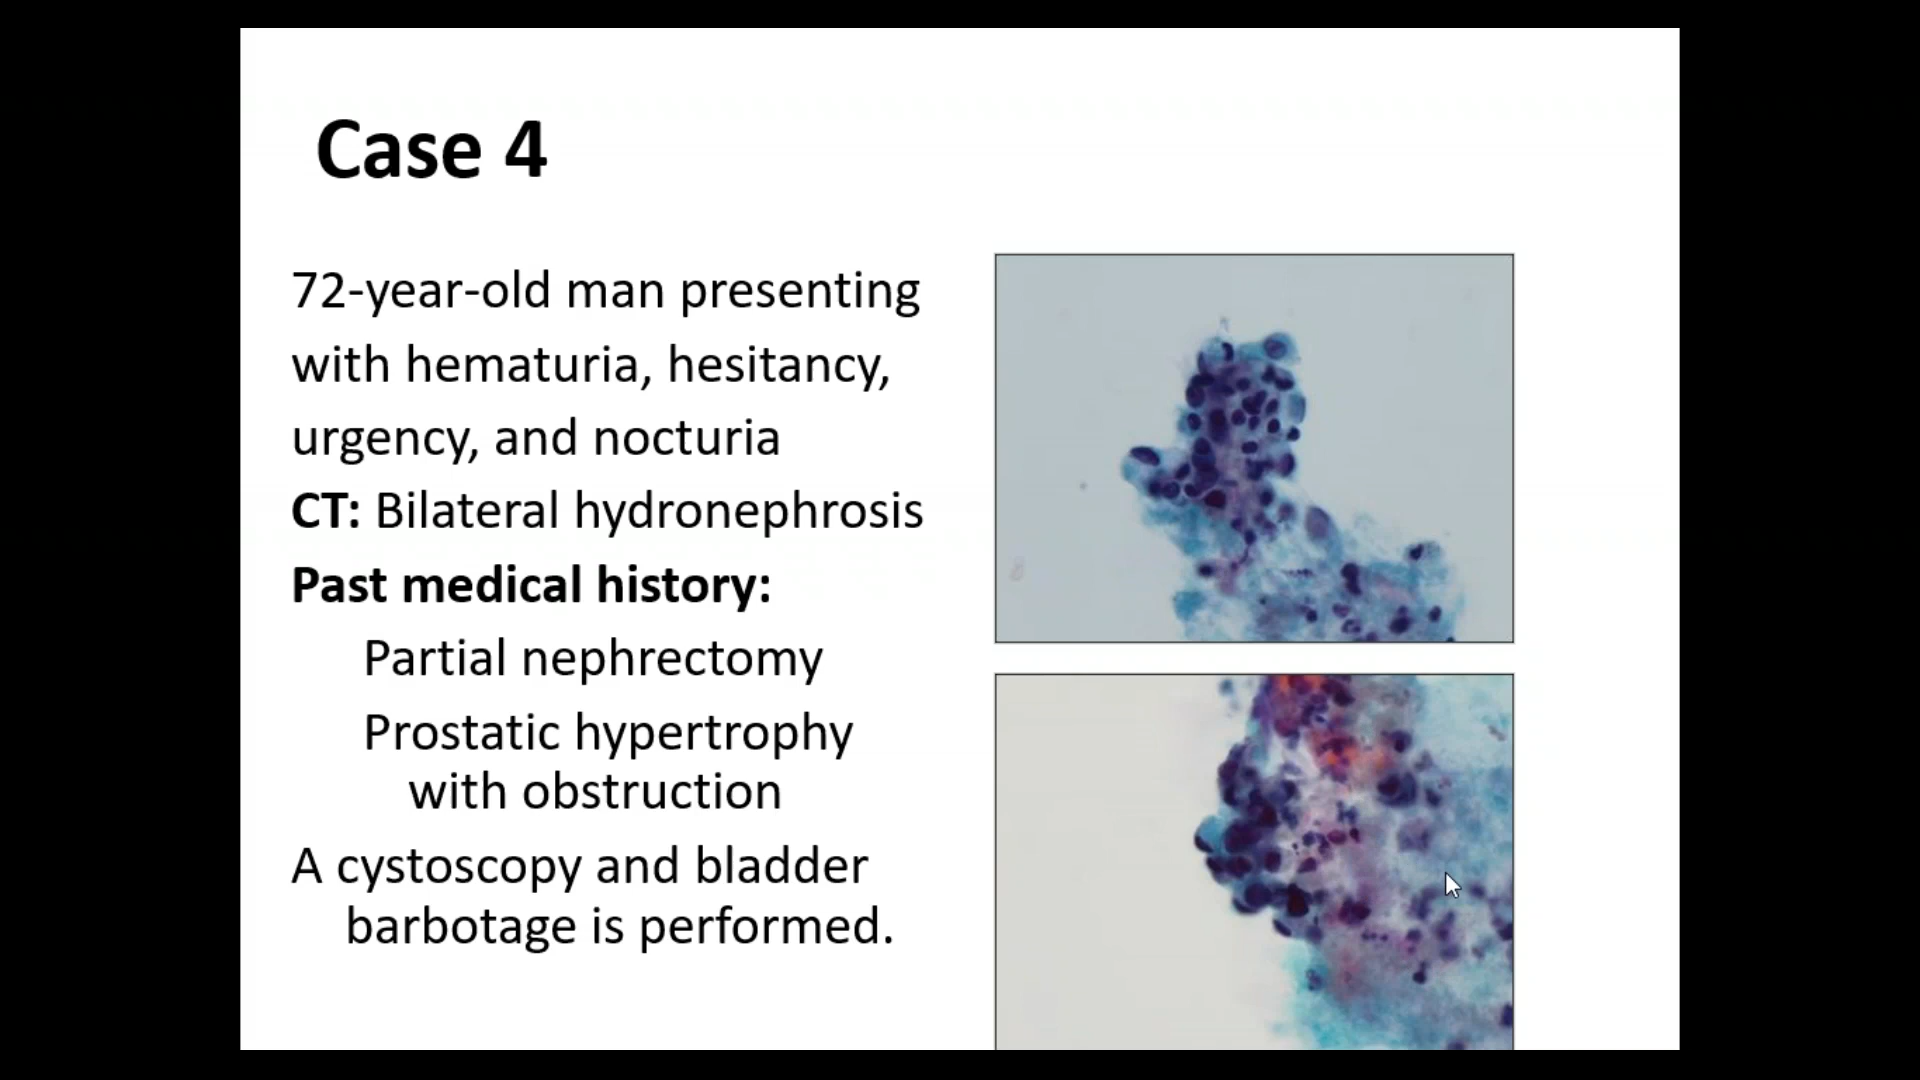 Case 4
72-year-old man presenting
with hematuria, hesitancy,
urgency, and nocturia
CT: Bilateral hydronephrosis
Past medical history:
Partial nephrectomy
Prostatic hypertrophy
with obstruction
A cystoscopy and bladder
barbotage is performed.